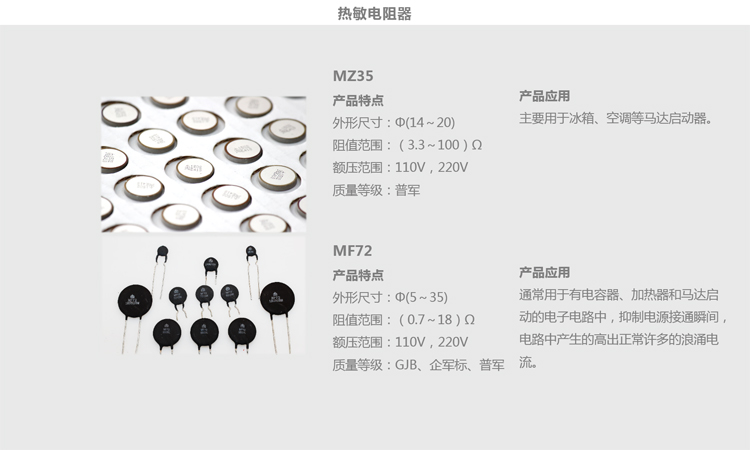 热敏电阻器
MZ35
产品特点
外形尺寸：Φ(14～20)
阻值范围：（3.3～100）Ω
额压范围：110V，220V
质量等级：普军
产品应用
主要用于冰箱、空调等马达启动器。
MF72
产品特点
外形尺寸：Φ(5～35)
阻值范围：（0.7～18）Ω
额压范围：110V，220V
质量等级：GJB、企军标、普军
产品应用
通常用于有电容器、加热器和马达启
动的电子电路中，抑制电源接通瞬间，
电路中产生的高出正常许多的浪涌电
流。